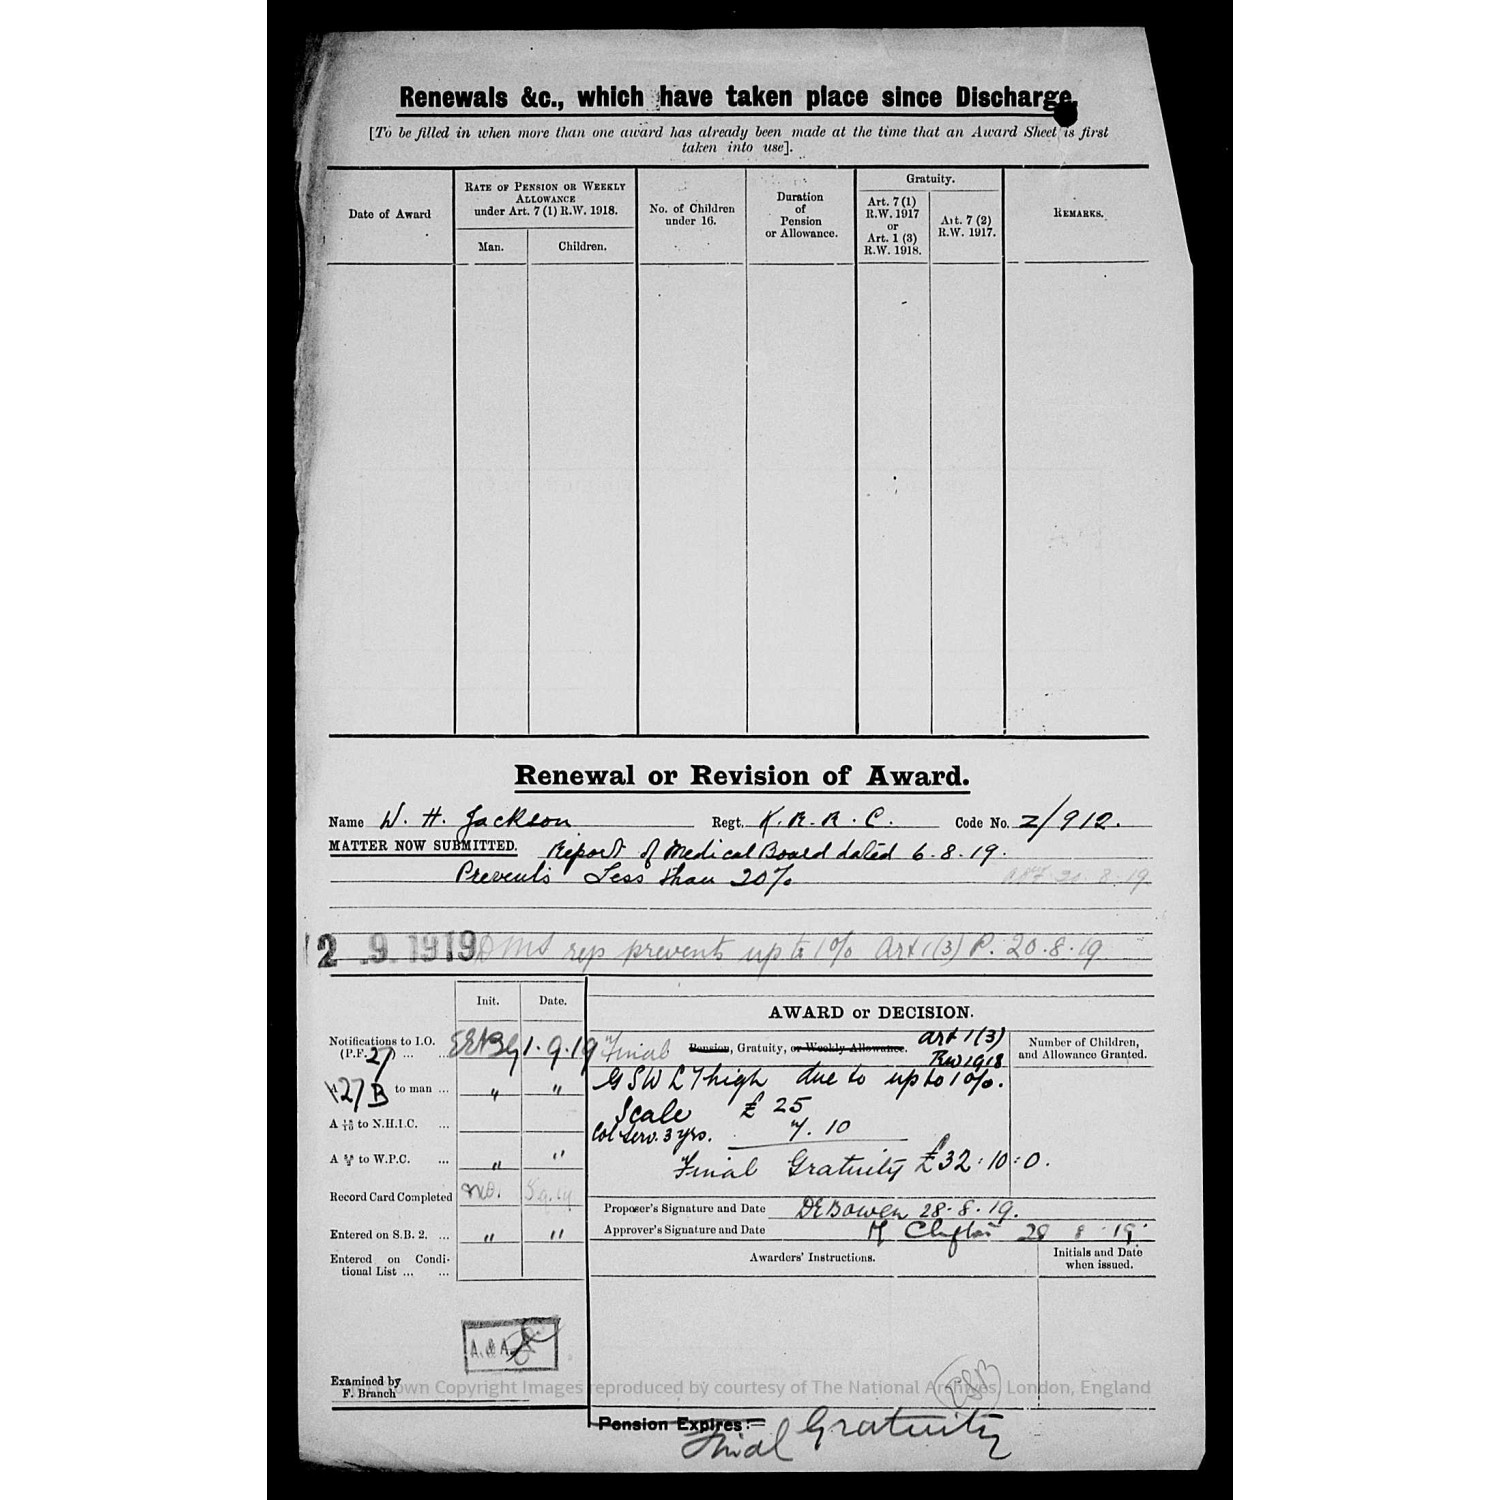 Renewals &c., which have taken place since Discharge.
[To be filled in when more than one award has already been made at the time that an Award Sheet is first
taken into use].
Date of Award
RATE OF PENSION OR WEEKLY
ALLOWANCE
under Art. 7 (1) R.W. 1918.
Man.
Children.
No. of Children
under 16.
Duration
of
Pension
or Allowance.
Gratuity.
Art. 7 (1)
R.W. 1917
or
Art. 1 (3)
R.W. 1918.
Art. 7 (2)
R.W. 1917.
REMARKS.
Renewal or Revision of Award.
Name W. H. Jackson Regt. K. R. R. C. Code No. Z/912.
MATTER NOW SUBMITTED. Report of Medical Board dated 6.8.19.
Prevents Less than 20%
20.8.19
2 9 1919 DMS rep prevents up to 1% Art 1(3) P. 20.8.19
Init.
Date.
Notifications to I.O.
(P.F. 27) ... ...
1.9.19
27B to man ... " "
A to N.H.I.C. ...
A to W.P.C. ... " "
Record Card Completed
Entered on S.B. 2. ... " "
Entered on Condi-
tional List ... ...
A. & A.
Examined by
F. Branch
AWARD or DECISION.
Final Pension, Gratuity, or Weekly Allowance. Art 1(3)
RW 1918
Number of Children,
and Allowance Granted.
GSW L Thigh due to up to 1%.
Scale £ 25
Col Serv. 3 yrs. 7. 10
Final Gratuity £32:10:0.
Proposer's Signature and Date DE Bowen 28.8.19.
Approver's Signature and Date Clifton 28 8 19
Awarders' Instructions.
Initials and Date
when issued.
Crown Copyright Images reproduced by courtesy of The National Archives, London, England
Pension Expires:—
Final Gratuity